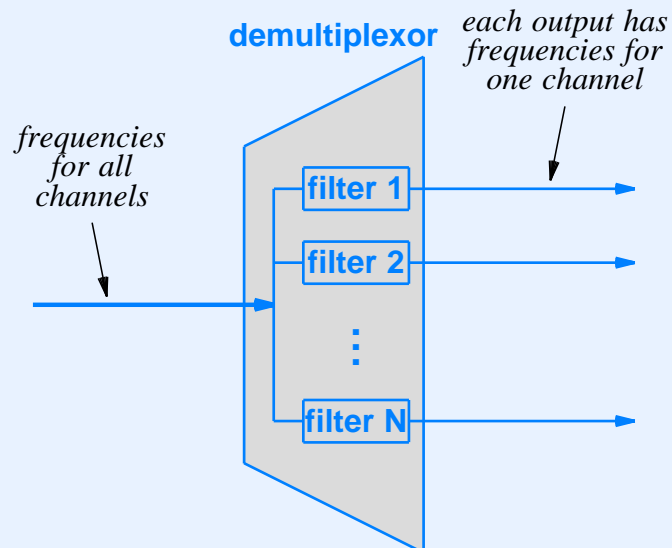 demultiplexor
each output has
frequencies for
one channel
frequencies
for all
channels
filter 1
filter 2
filter N